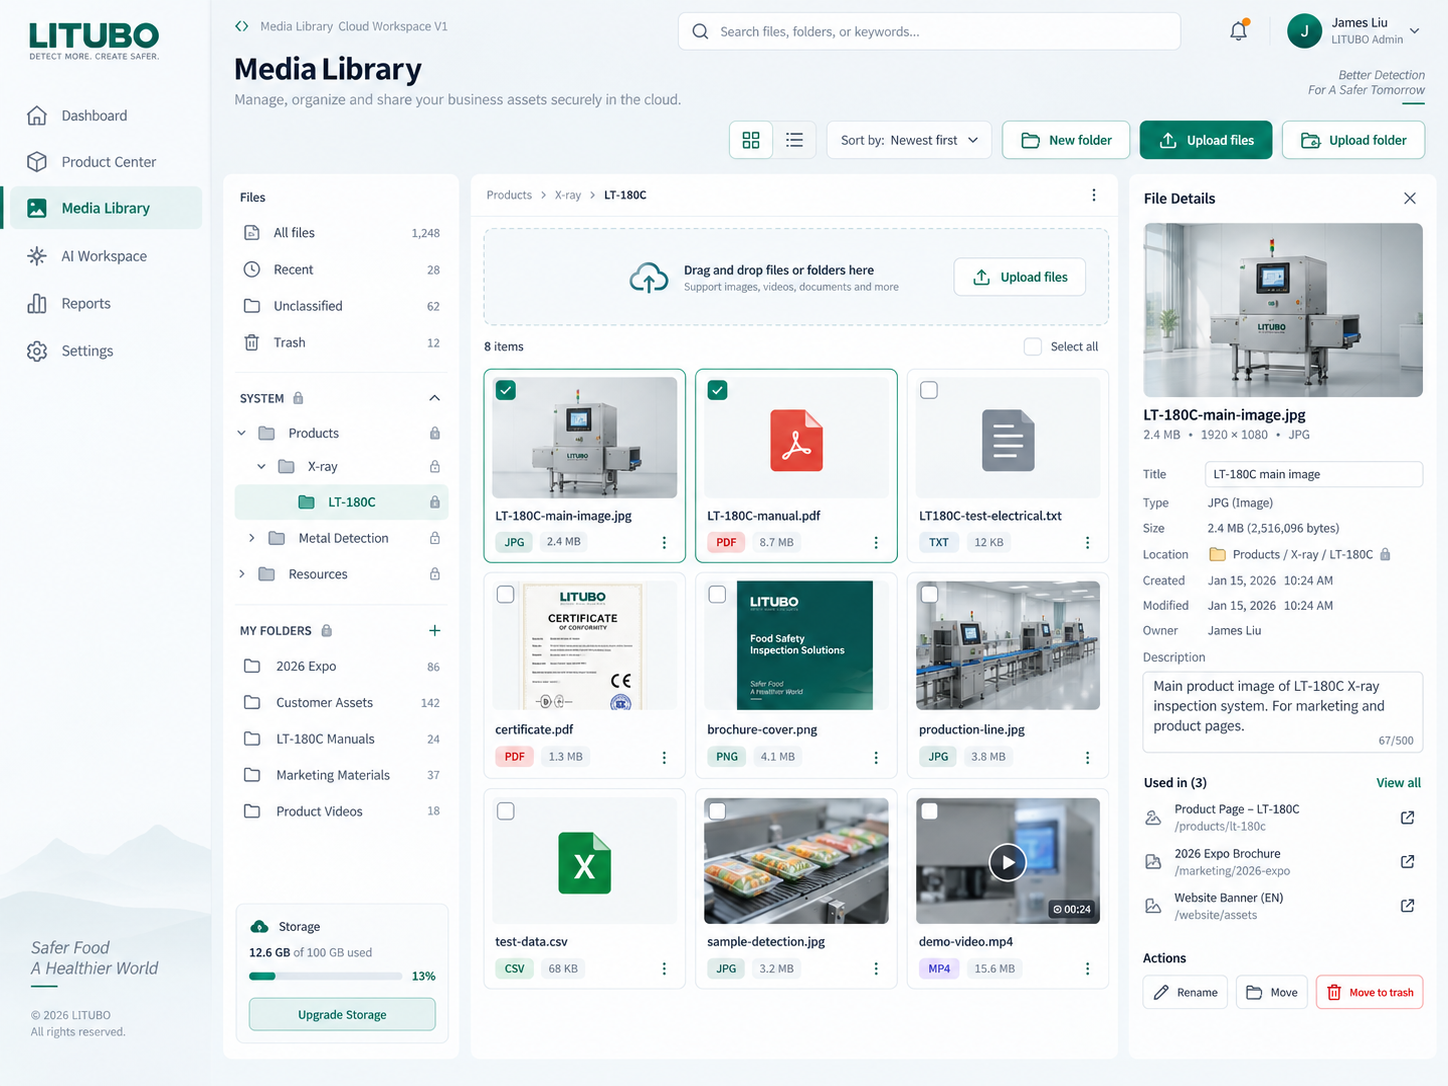 LITUBO
DETECT MORE. CREATE SAFER.
Dashboard
Product Center
Media Library
AI Workspace
Reports
Settings
Safer Food
A Healthier World
© 2026 LITUBO
All rights reserved.
Media Library Cloud Workspace V1
Media Library
Manage, organize and share your business assets securely in the cloud.
Search files, folders, or keywords...
J
James Liu
LITUBO Admin
Better Detection
For A Safer Tomorrow
Sort by: Newest first
New folder
Upload files
Upload folder
Files
All files 1,248
Recent 28
Unclassified 62
Trash 12
SYSTEM
Products
X-ray
LT-180C
Metal Detection
Resources
MY FOLDERS
2026 Expo 86
Customer Assets 142
LT-180C Manuals 24
Marketing Materials 37
Product Videos 18
Storage
12.6 GB of 100 GB used
13%
Upgrade Storage
Products > X-ray > LT-180C
Drag and drop files or folders here
Support images, videos, documents and more
Upload files
8 items
Select all
LITUBO
LT-180C-main-image.jpg
JPG 2.4 MB
LT-180C-manual.pdf
PDF 8.7 MB
LT180C-test-electrical.txt
TXT 12 KB
LITUBO
CERTIFICATE
OF CONFORMITY
CE
certificate.pdf
PDF 1.3 MB
LITUBO
Food Safety
Inspection Solutions
Safer Food
A Healthier World
brochure-cover.png
PNG 4.1 MB
production-line.jpg
JPG 3.8 MB
X
test-data.csv
CSV 68 KB
sample-detection.jpg
JPG 3.2 MB
00:24
demo-video.mp4
MP4 15.6 MB
File Details
LITUBO
LT-180C-main-image.jpg
2.4 MB • 1920 × 1080 • JPG
Title LT-180C main image
Type JPG (Image)
Size 2.4 MB (2,516,096 bytes)
Location Products / X-ray / LT-180C
Created Jan 15, 2026 10:24 AM
Modified Jan 15, 2026 10:24 AM
Owner James Liu
Description
Main product image of LT-180C X-ray
inspection system. For marketing and
product pages.
67/500
Used in (3) View all
Product Page – LT-180C
/products/lt-180c
2026 Expo Brochure
/marketing/2026-expo
Website Banner (EN)
/website/assets
Actions
Rename
Move
Move to trash